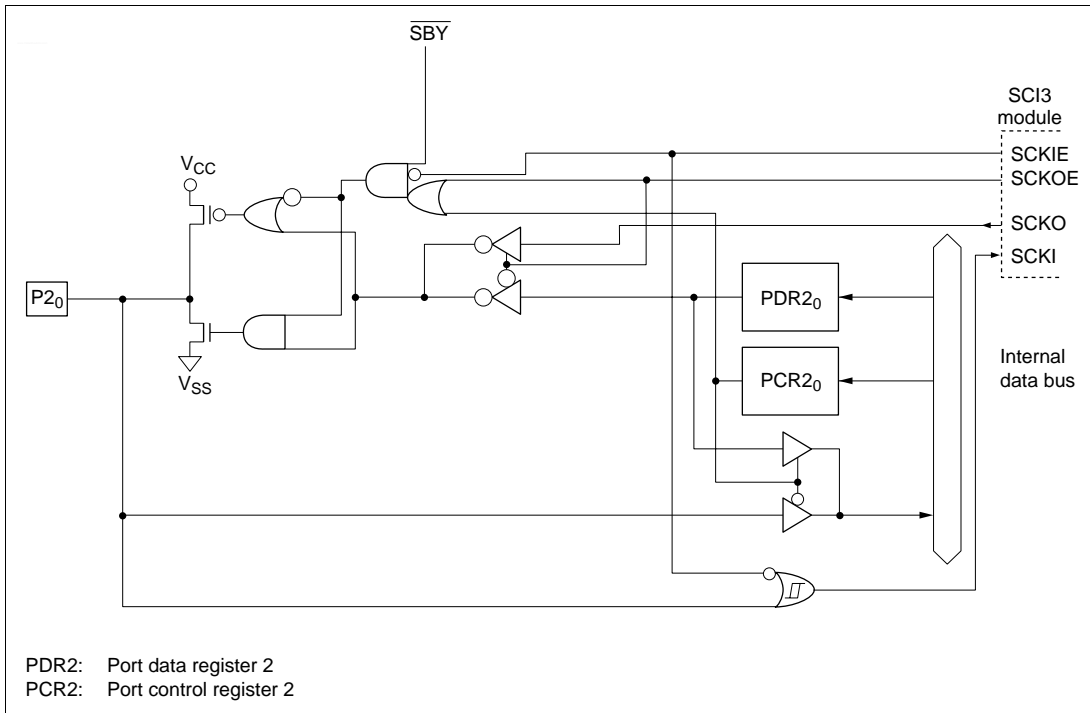 SBY
SCI3
module
VCC
SCKIE
SCKOE
SCKO
SCKI
P20
PDR20
PCR20
VSS
Internal
data bus
PDR2: Port data register 2
PCR2: Port control register 2